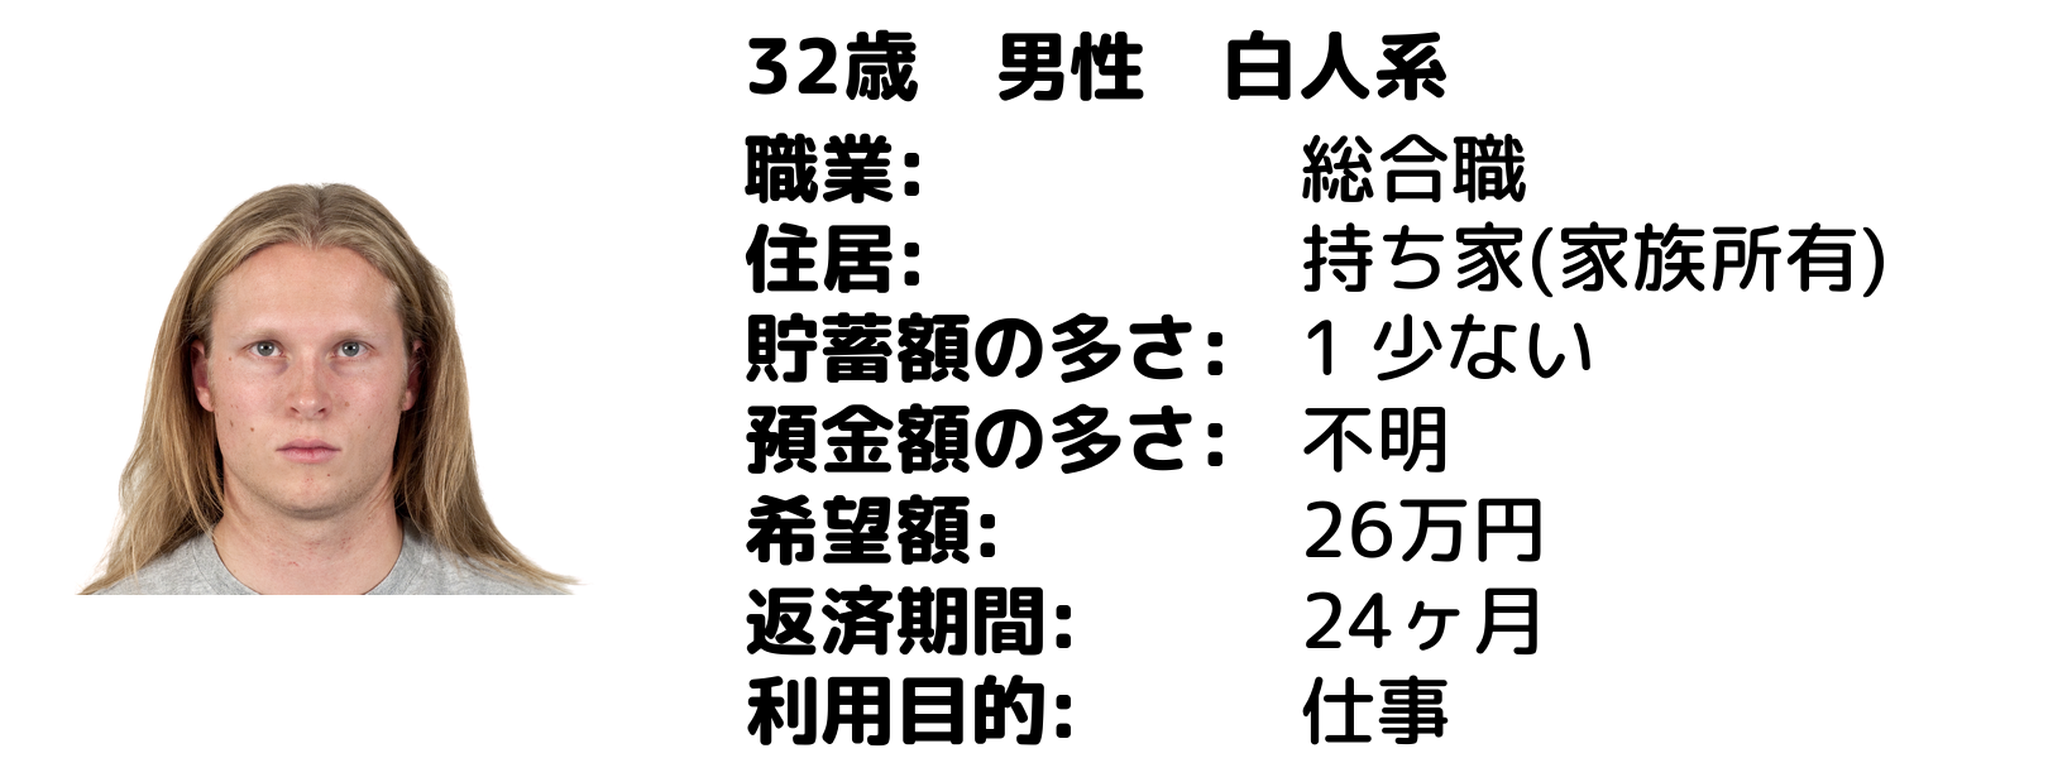 32歳　男性　白人系
職業: 総合職
住居: 持ち家(家族所有)
貯蓄額の多さ: 1 少ない
預金額の多さ: 不明
希望額: 26万円
返済期間: 24ヶ月
利用目的: 仕事